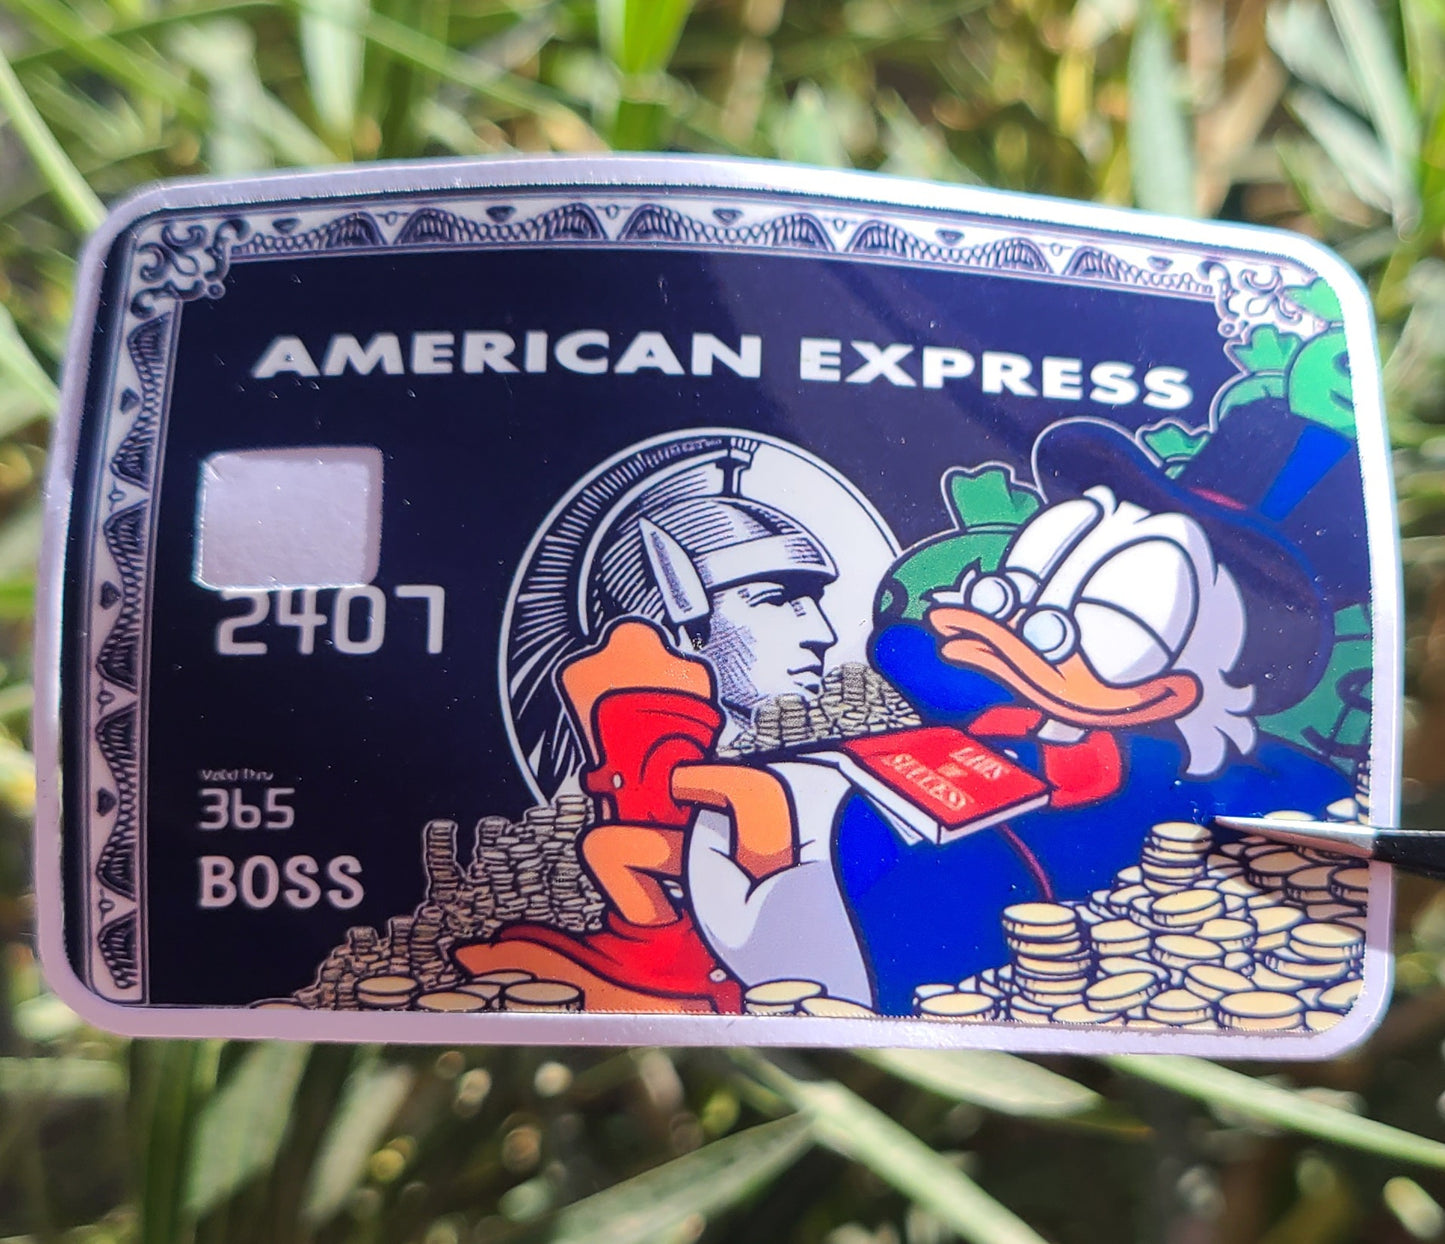 AMERICAN EXPRESS
2407
Valid Thru
365
BOSS
LAWS
OF
SUCCESS